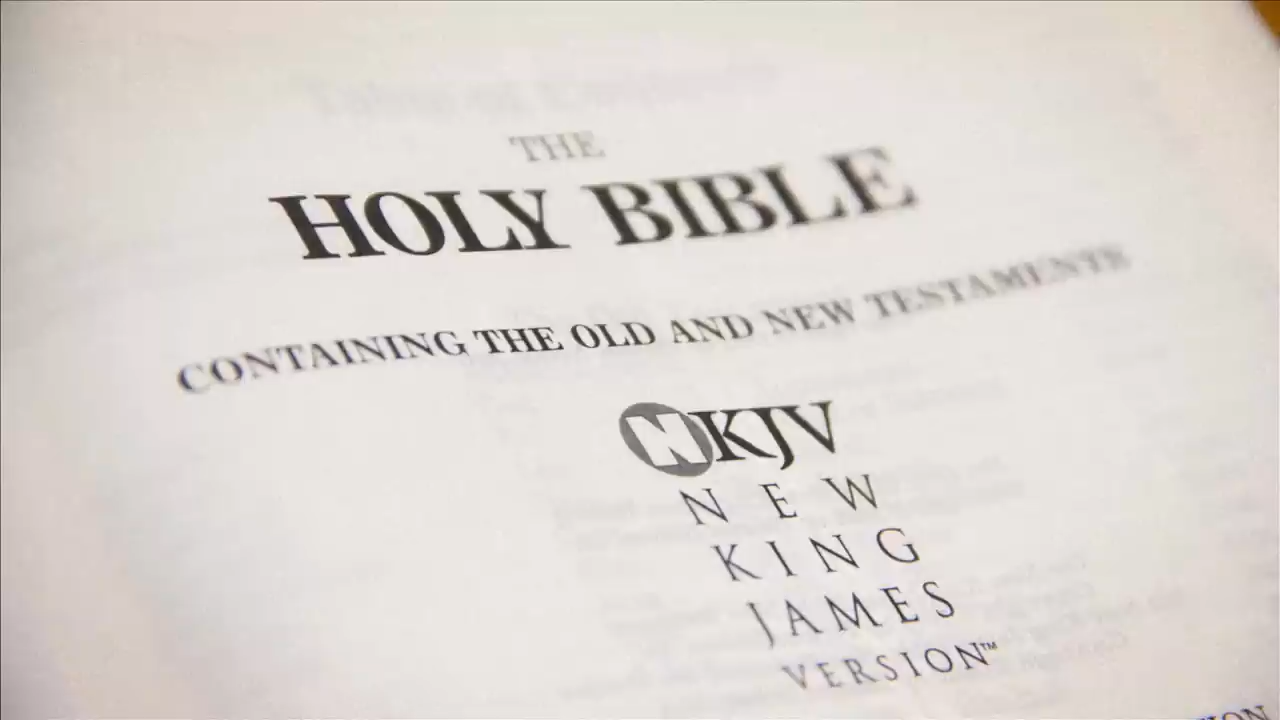 THE
HOLY BIBLE
CONTAINING THE OLD AND NEW TESTAMENTS
NKJV
NEW
KING
JAMES
VERSION™